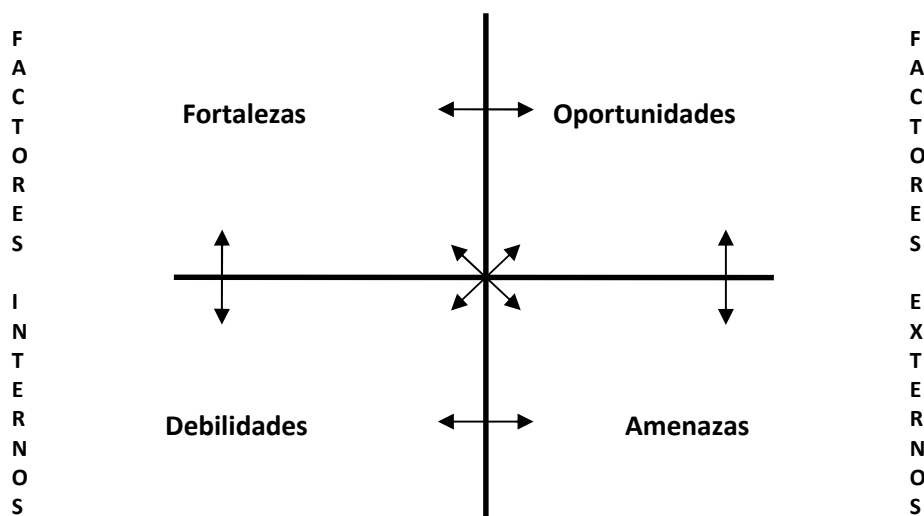 FACTORES INTERNOS
Fortalezas
Oportunidades
Debilidades
Amenazas
FACTORES EXTERNOS